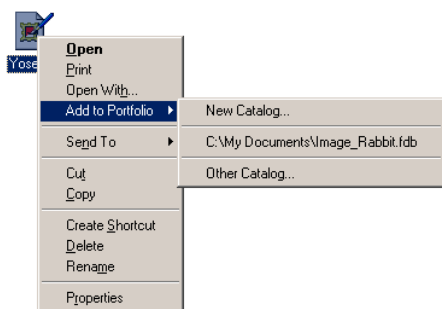 Yose
Open
Print
Open With...
Add to Portfolio
Send To
Cut
Copy
Create Shortcut
Delete
Rename
Properties
New Catalog...
C:\My Documents\Image_Rabbit.fdb
Other Catalog...